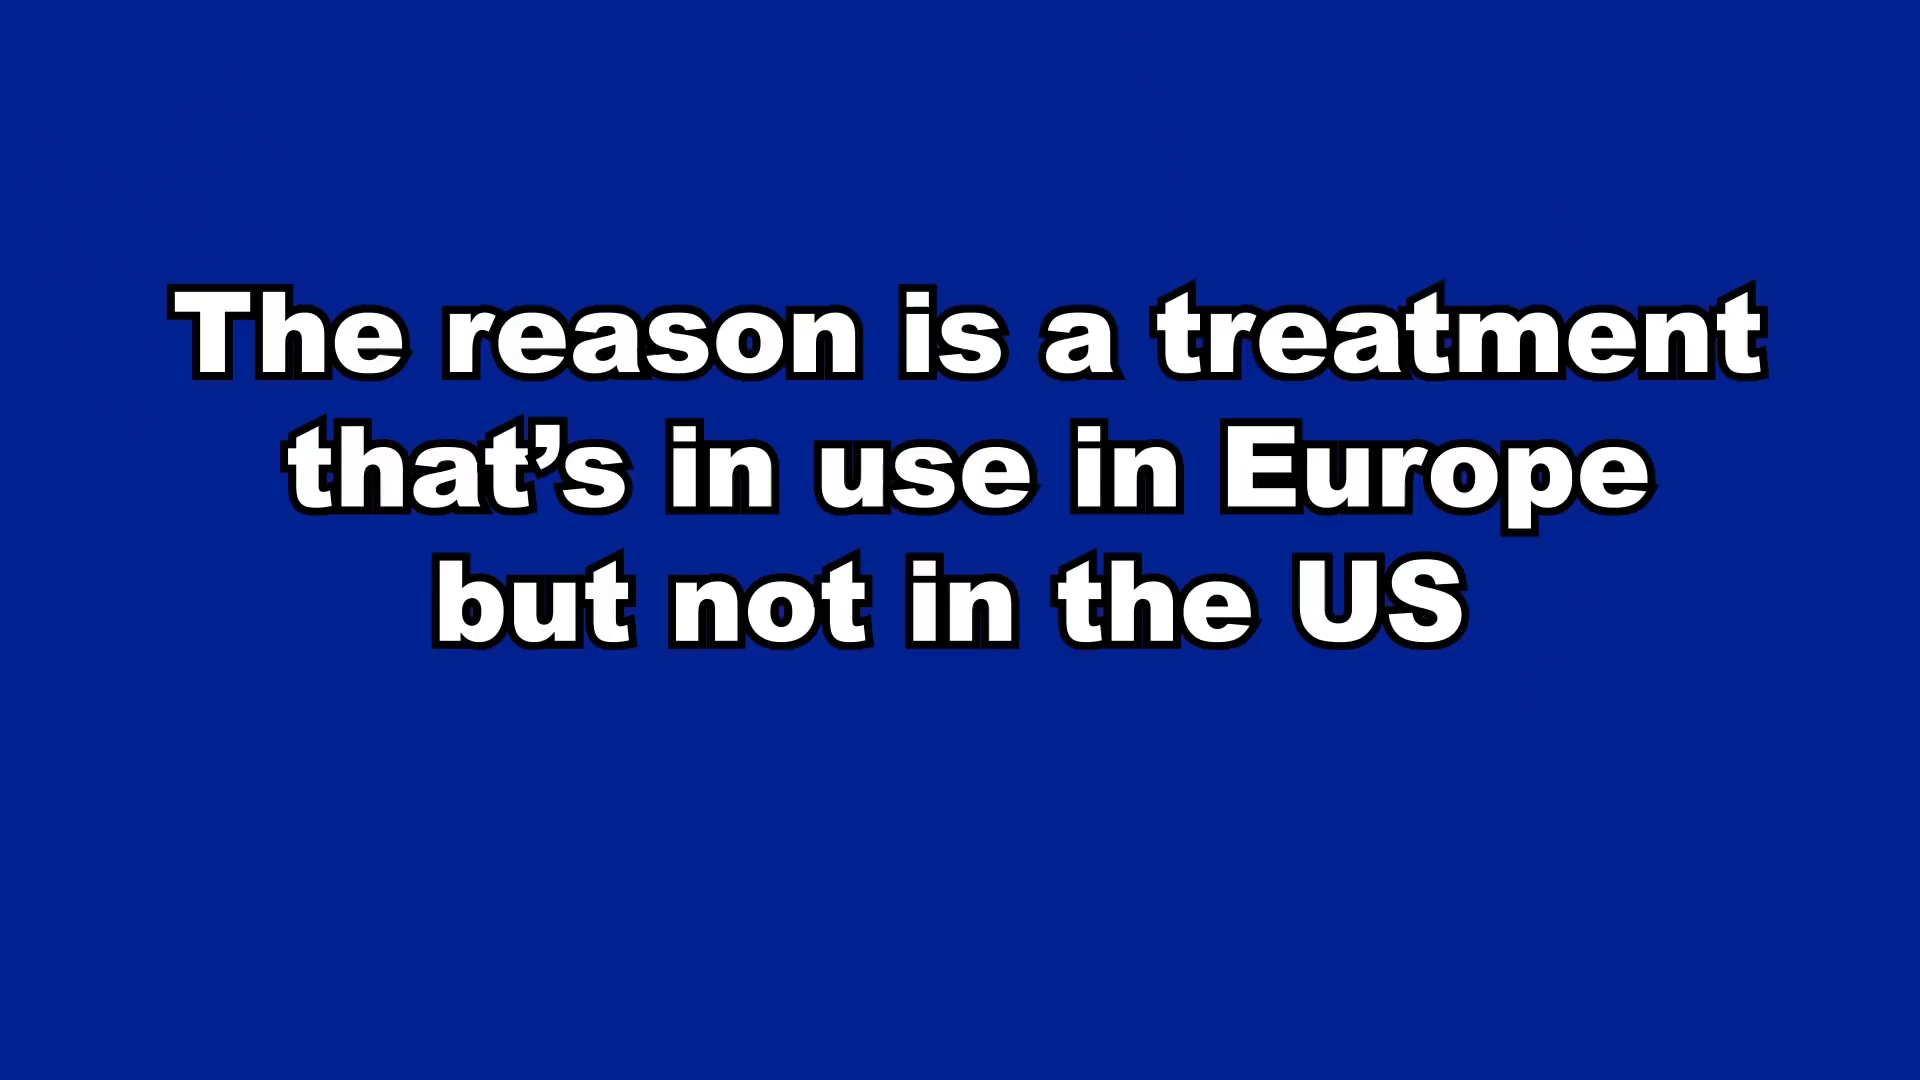 The reason is a treatment
that’s in use in Europe
but not in the US